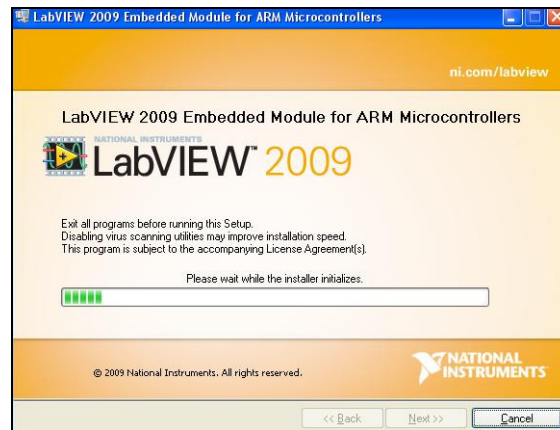 LabVIEW 2009 Embedded Module for ARM Microcontrollers
ni.com/labview
LabVIEW 2009 Embedded Module for ARM Microcontrollers
NATIONAL INSTRUMENTS
LabVIEW™ 2009
Exit all programs before running this Setup.
Disabling virus scanning utilities may improve installation speed.
This program is subject to the accompanying License Agreement(s).
Please wait while the installer initializes.
© 2009 National Instruments. All rights reserved.
NATIONAL
INSTRUMENTS
<< Back Next >> Cancel